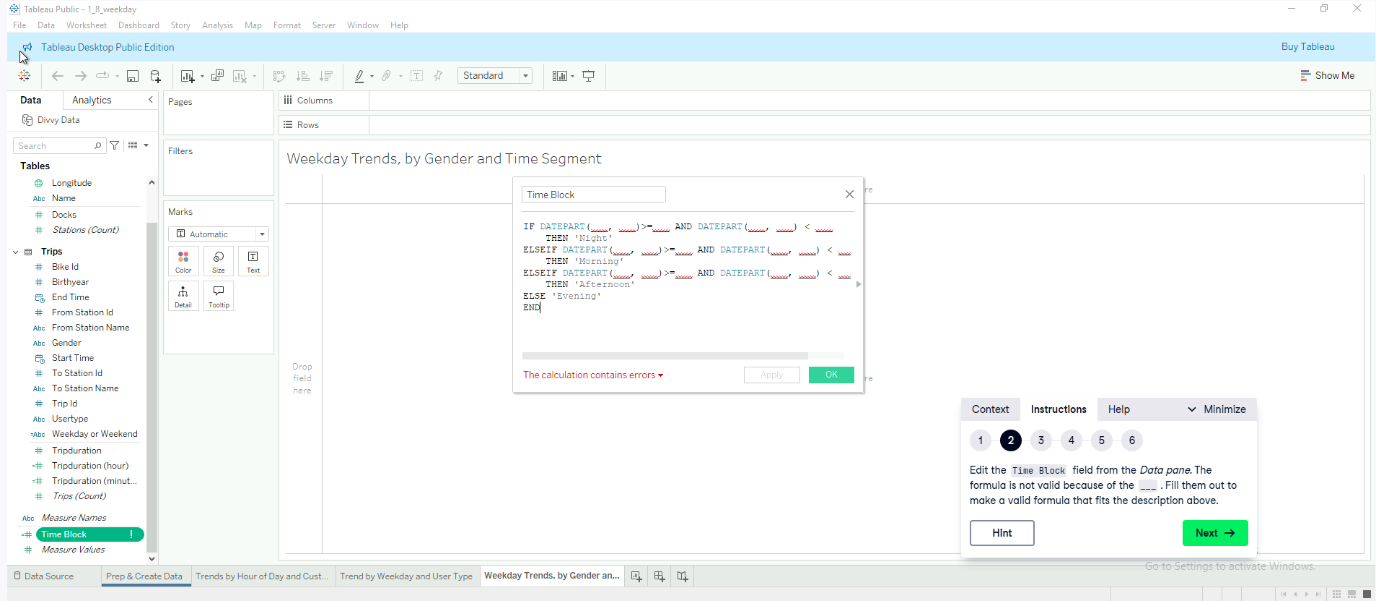 Tableau Public - 1_8_weekday
File Data Worksheet Dashboard Story Analysis Map Format Server Window Help
Tableau Desktop Public Edition
Buy Tableau
Standard
Show Me
Data
Analytics
Divvy Data
Search
Tables
Longitude
Abc Name
Docks
Stations (Count)
Trips
Bike Id
Birthyear
End Time
From Station Id
Abc From Station Name
Abc Gender
Start Time
To Station Id
Abc To Station Name
Trip Id
Abc Usertype
Abc Weekday or Weekend
Tripduration
Tripduration (hour)
Tripduration (minut...
Trips (Count)
Abc Measure Names
Time Block !
Measure Values
Pages
Filters
Marks
Automatic
Color
Size
Text
Detail
Tooltip
Columns
Rows
Weekday Trends, by Gender and Time Segment
re
Drop
field
here
re
Time Block
IF DATEPART(___, ___)>=___ AND DATEPART(___, ___) < ___
THEN 'Night'
ELSEIF DATEPART(___, ___)>=___ AND DATEPART(___, ___) < ___
THEN 'Morning'
ELSEIF DATEPART(___, ___)>=___ AND DATEPART(___, ___) < ___
THEN 'Afternoon'
ELSE 'Evening'
END
The calculation contains errors
Apply
OK
Context
Instructions
Help
Minimize
1 2 3 4 5 6
Edit the Time Block field from the Data pane. The
formula is not valid because of the ___ . Fill them out to
make a valid formula that fits the description above.
Hint
Next →
Go to Settings to activate Windows.
Data Source
Prep & Create Data
Trends by Hour of Day and Cust...
Trend by Weekday and User Type
Weekday Trends, by Gender an...